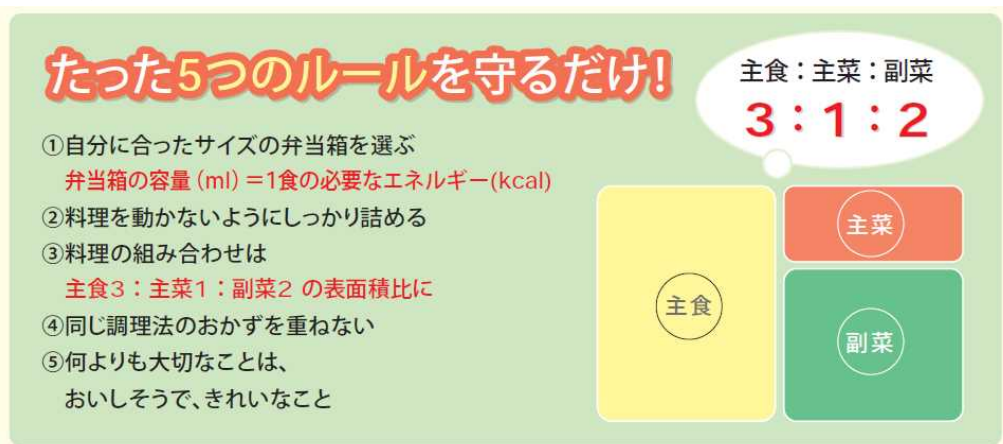 たった5つのルールを守るだけ!
①自分に合ったサイズの弁当箱を選ぶ
弁当箱の容量(ml)=1食の必要なエネルギー(kcal)
②料理を動かないようにしっかり詰める
③料理の組み合わせは
主食3:主菜1:副菜2 の表面積比に
④同じ調理法のおかずを重ねない
⑤何よりも大切なことは、
おいしそうで、きれいなこと
主食:主菜:副菜
3:1:2
主食
主菜
副菜